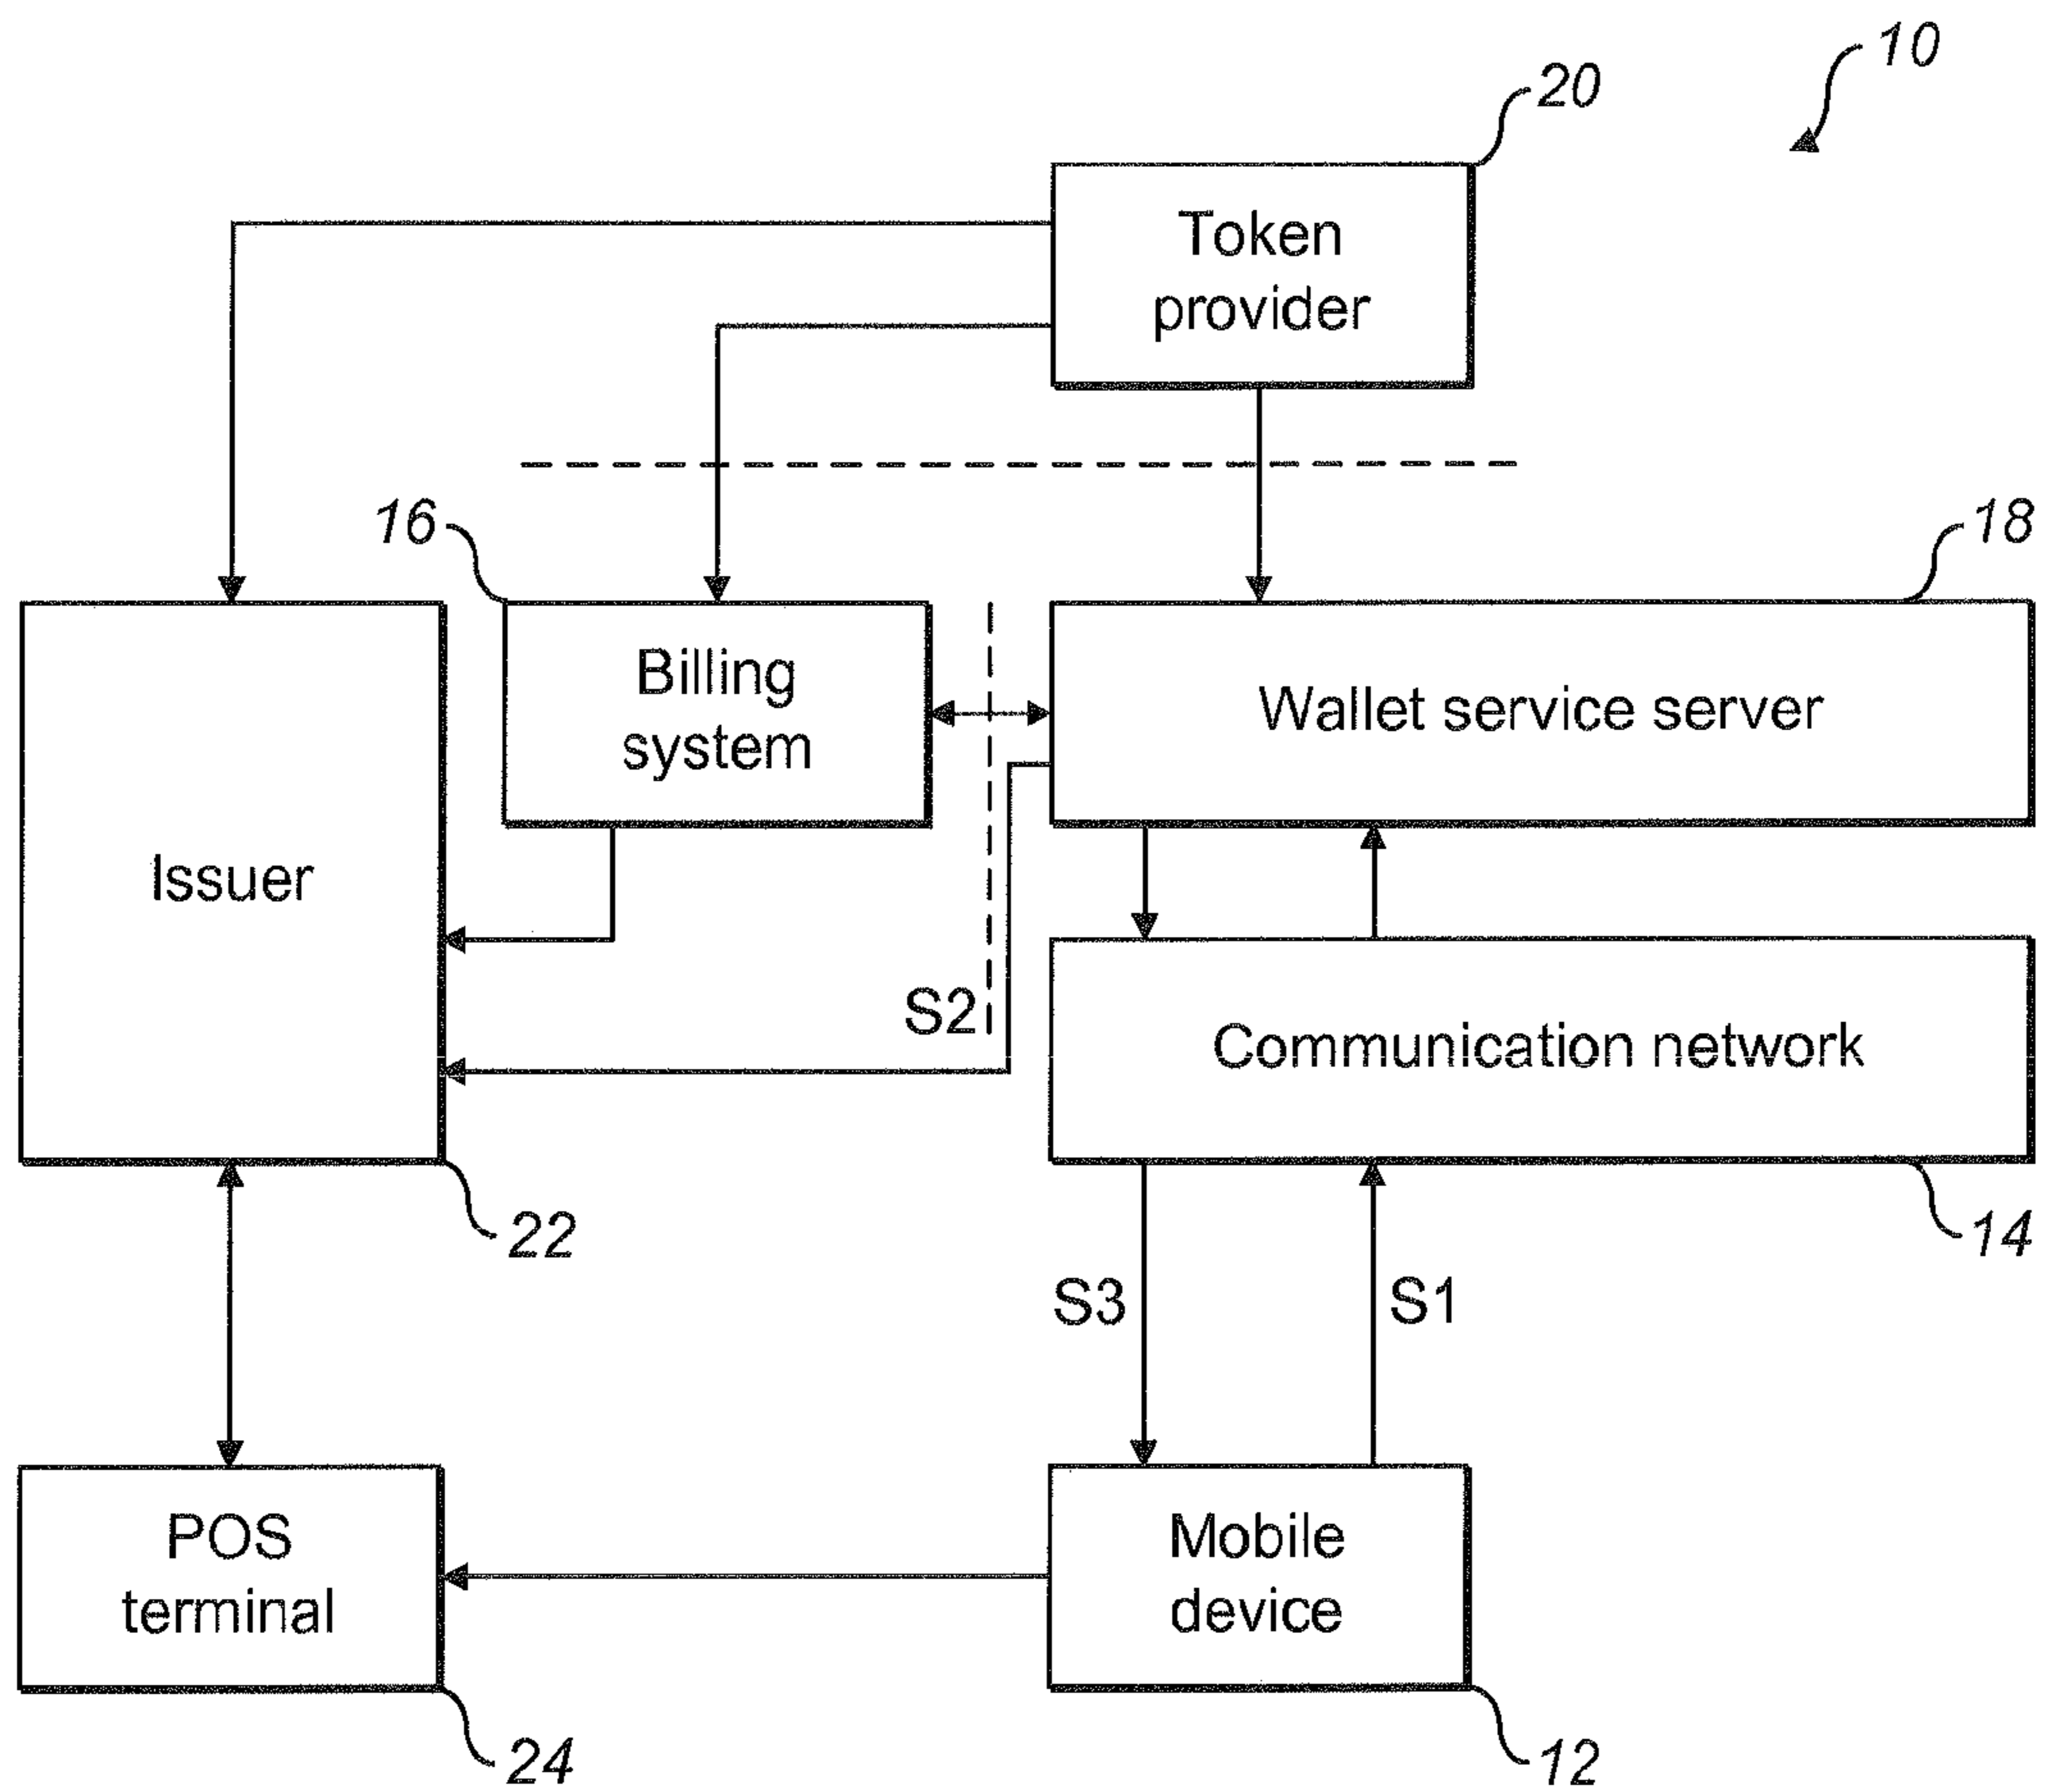 10
20
Token
provider
16
18
Billing
system
Wallet service server
Issuer
S2
Communication network
22
14
S3
S1
POS
terminal
Mobile
device
24
12